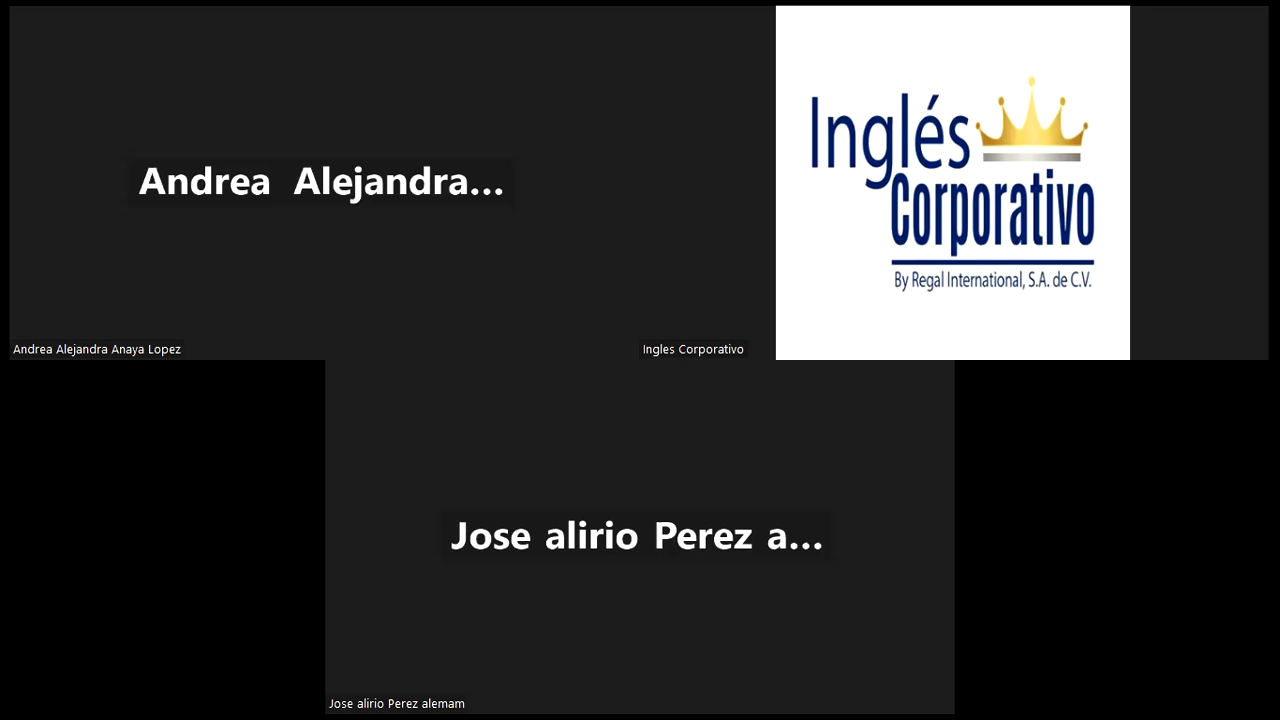 Andrea Alejandra...
Andrea Alejandra Anaya Lopez
Inglés
Corporativo
By Regal International, S.A. de C.V.
Ingles Corporativo
Jose alirio Perez a...
Jose alirio Perez alemam